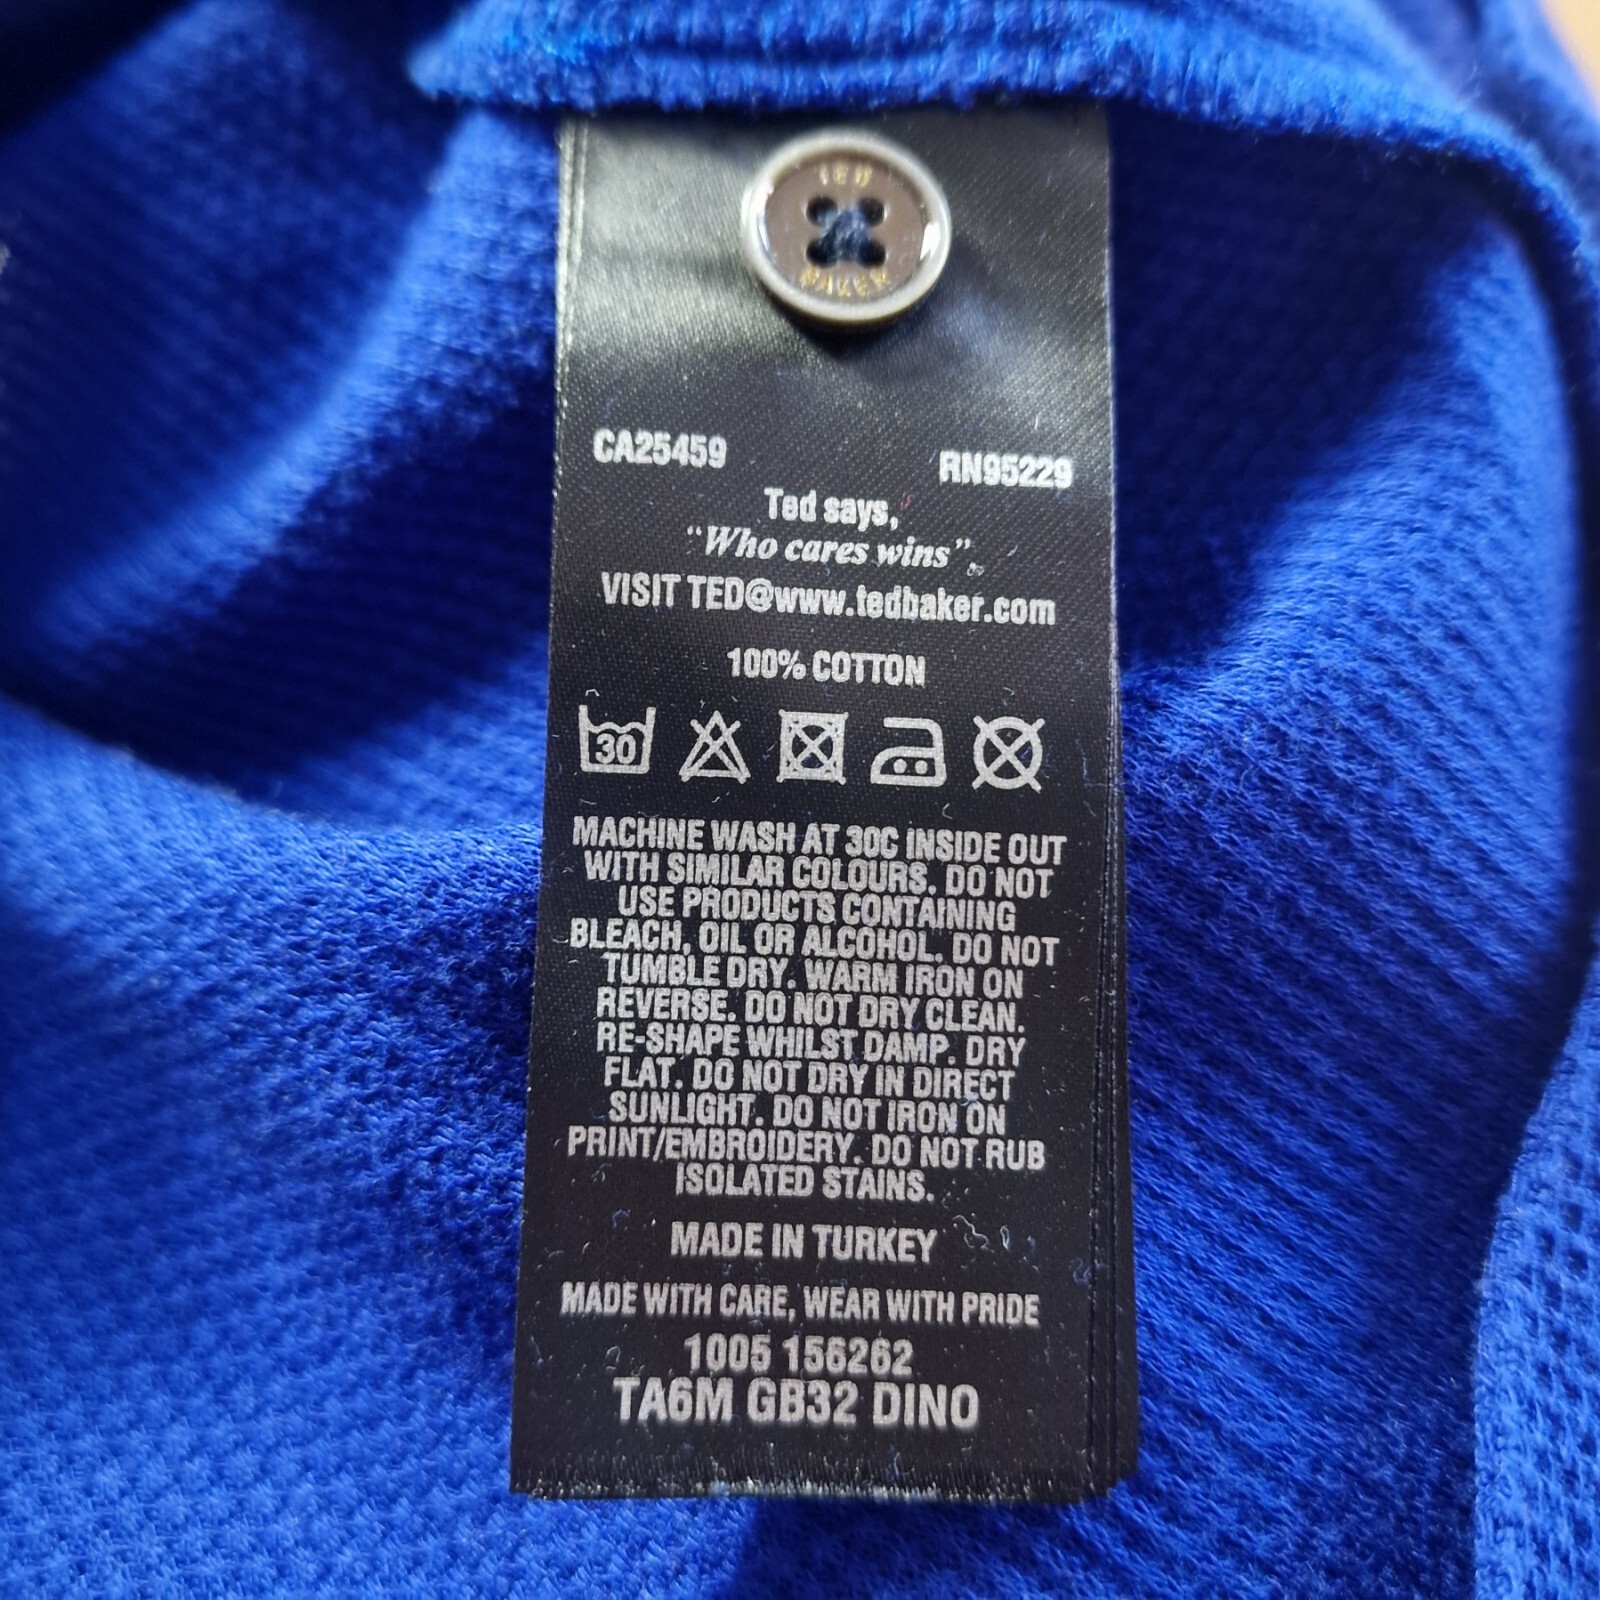 TED
BAKER
CA25459
RN95229
Ted says,
"Who cares wins",
VISIT TED@www.tedbaker.com
100% COTTON
30
MACHINE WASH AT 30C INSIDE OUT
WITH SIMILAR COLOURS. DO NOT
USE PRODUCTS CONTAINING
BLEACH, OIL OR ALCOHOL. DO NOT
TUMBLE DRY. WARM IRON ON
REVERSE. DO NOT DRY CLEAN.
RE-SHAPE WHILST DAMP. DRY
FLAT. DO NOT DRY IN DIRECT
SUNLIGHT. DO NOT IRON ON
PRINT/EMBROIDERY. DO NOT RUB
ISOLATED STAINS.
MADE IN TURKEY
MADE WITH CARE, WEAR WITH PRIDE
1005 156262
TA6M GB32 DINO